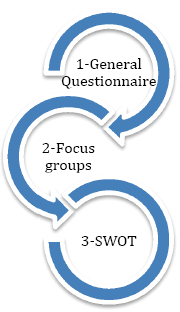 1-General
Questionnaire
2-Focus
groups
3-SWOT